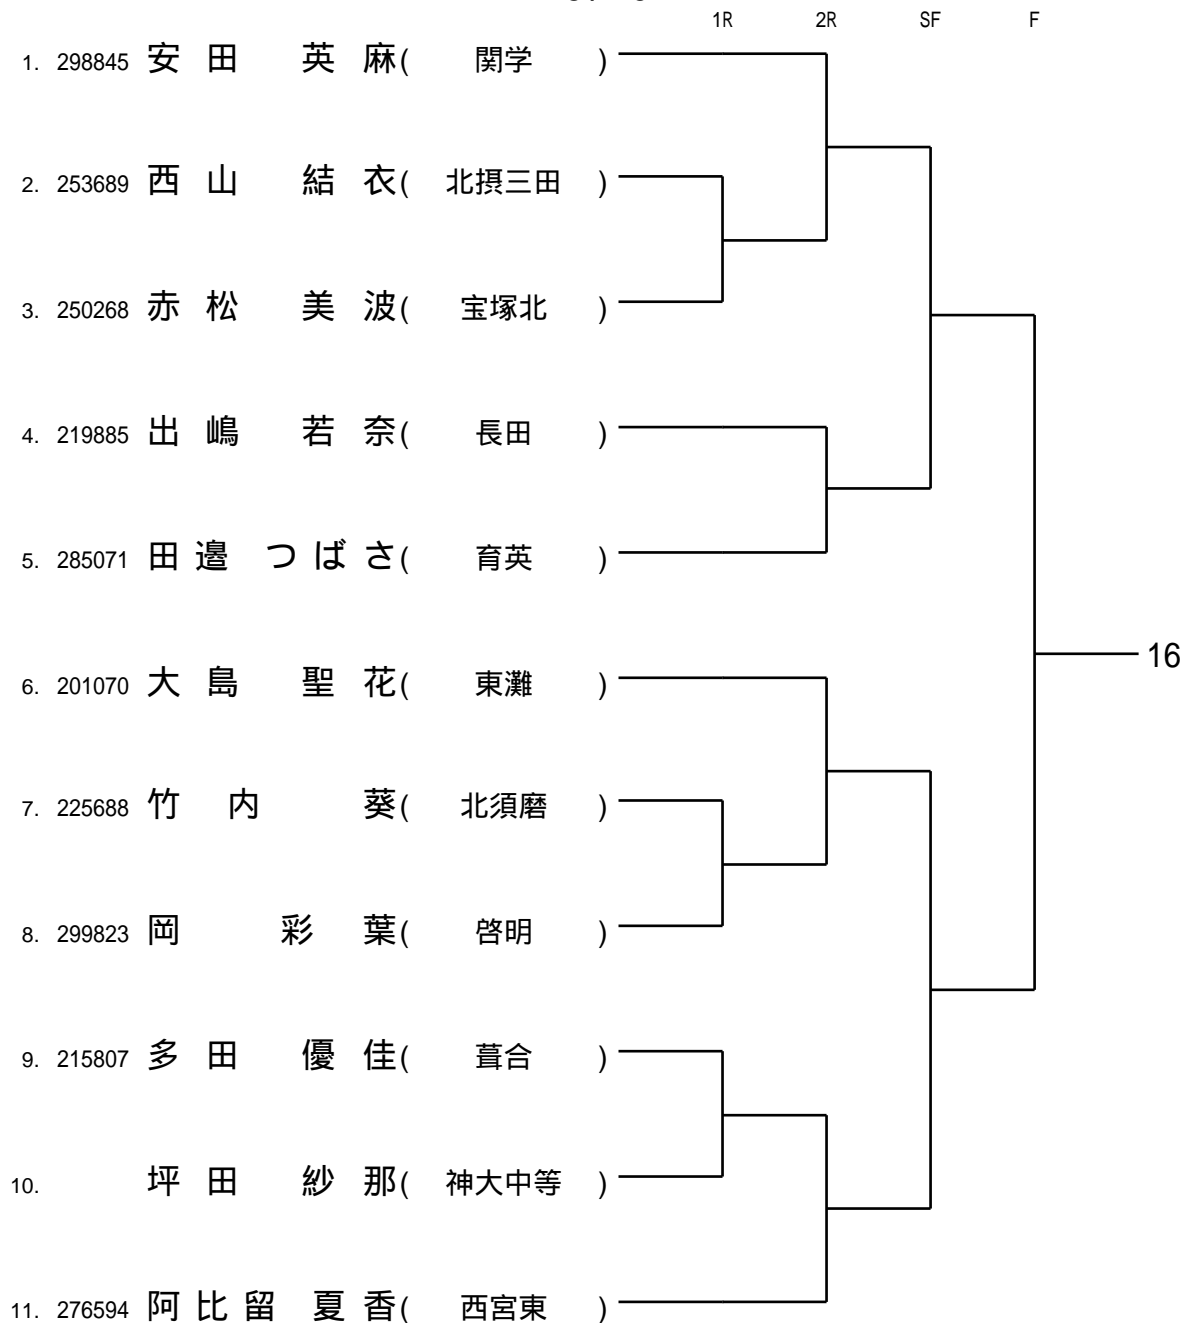 1R 2R SF F
1. 298845 安 田 英 麻( 関学 )
2. 253689 西 山 結 衣( 北摂三田 )
3. 250268 赤 松 美 波( 宝塚北 )
4. 219885 出 嶋 若 奈( 長田 )
5. 285071 田 邉 つ ば さ( 育英 )
16
6. 201070 大 島 聖 花( 東灘 )
7. 225688 竹 内 葵( 北須磨 )
8. 299823 岡 彩 葉( 啓明 )
9. 215807 多 田 優 佳( 葺合 )
10. 坪 田 紗 那( 神大中等 )
11. 276594 阿 比 留 夏 香( 西宮東 )